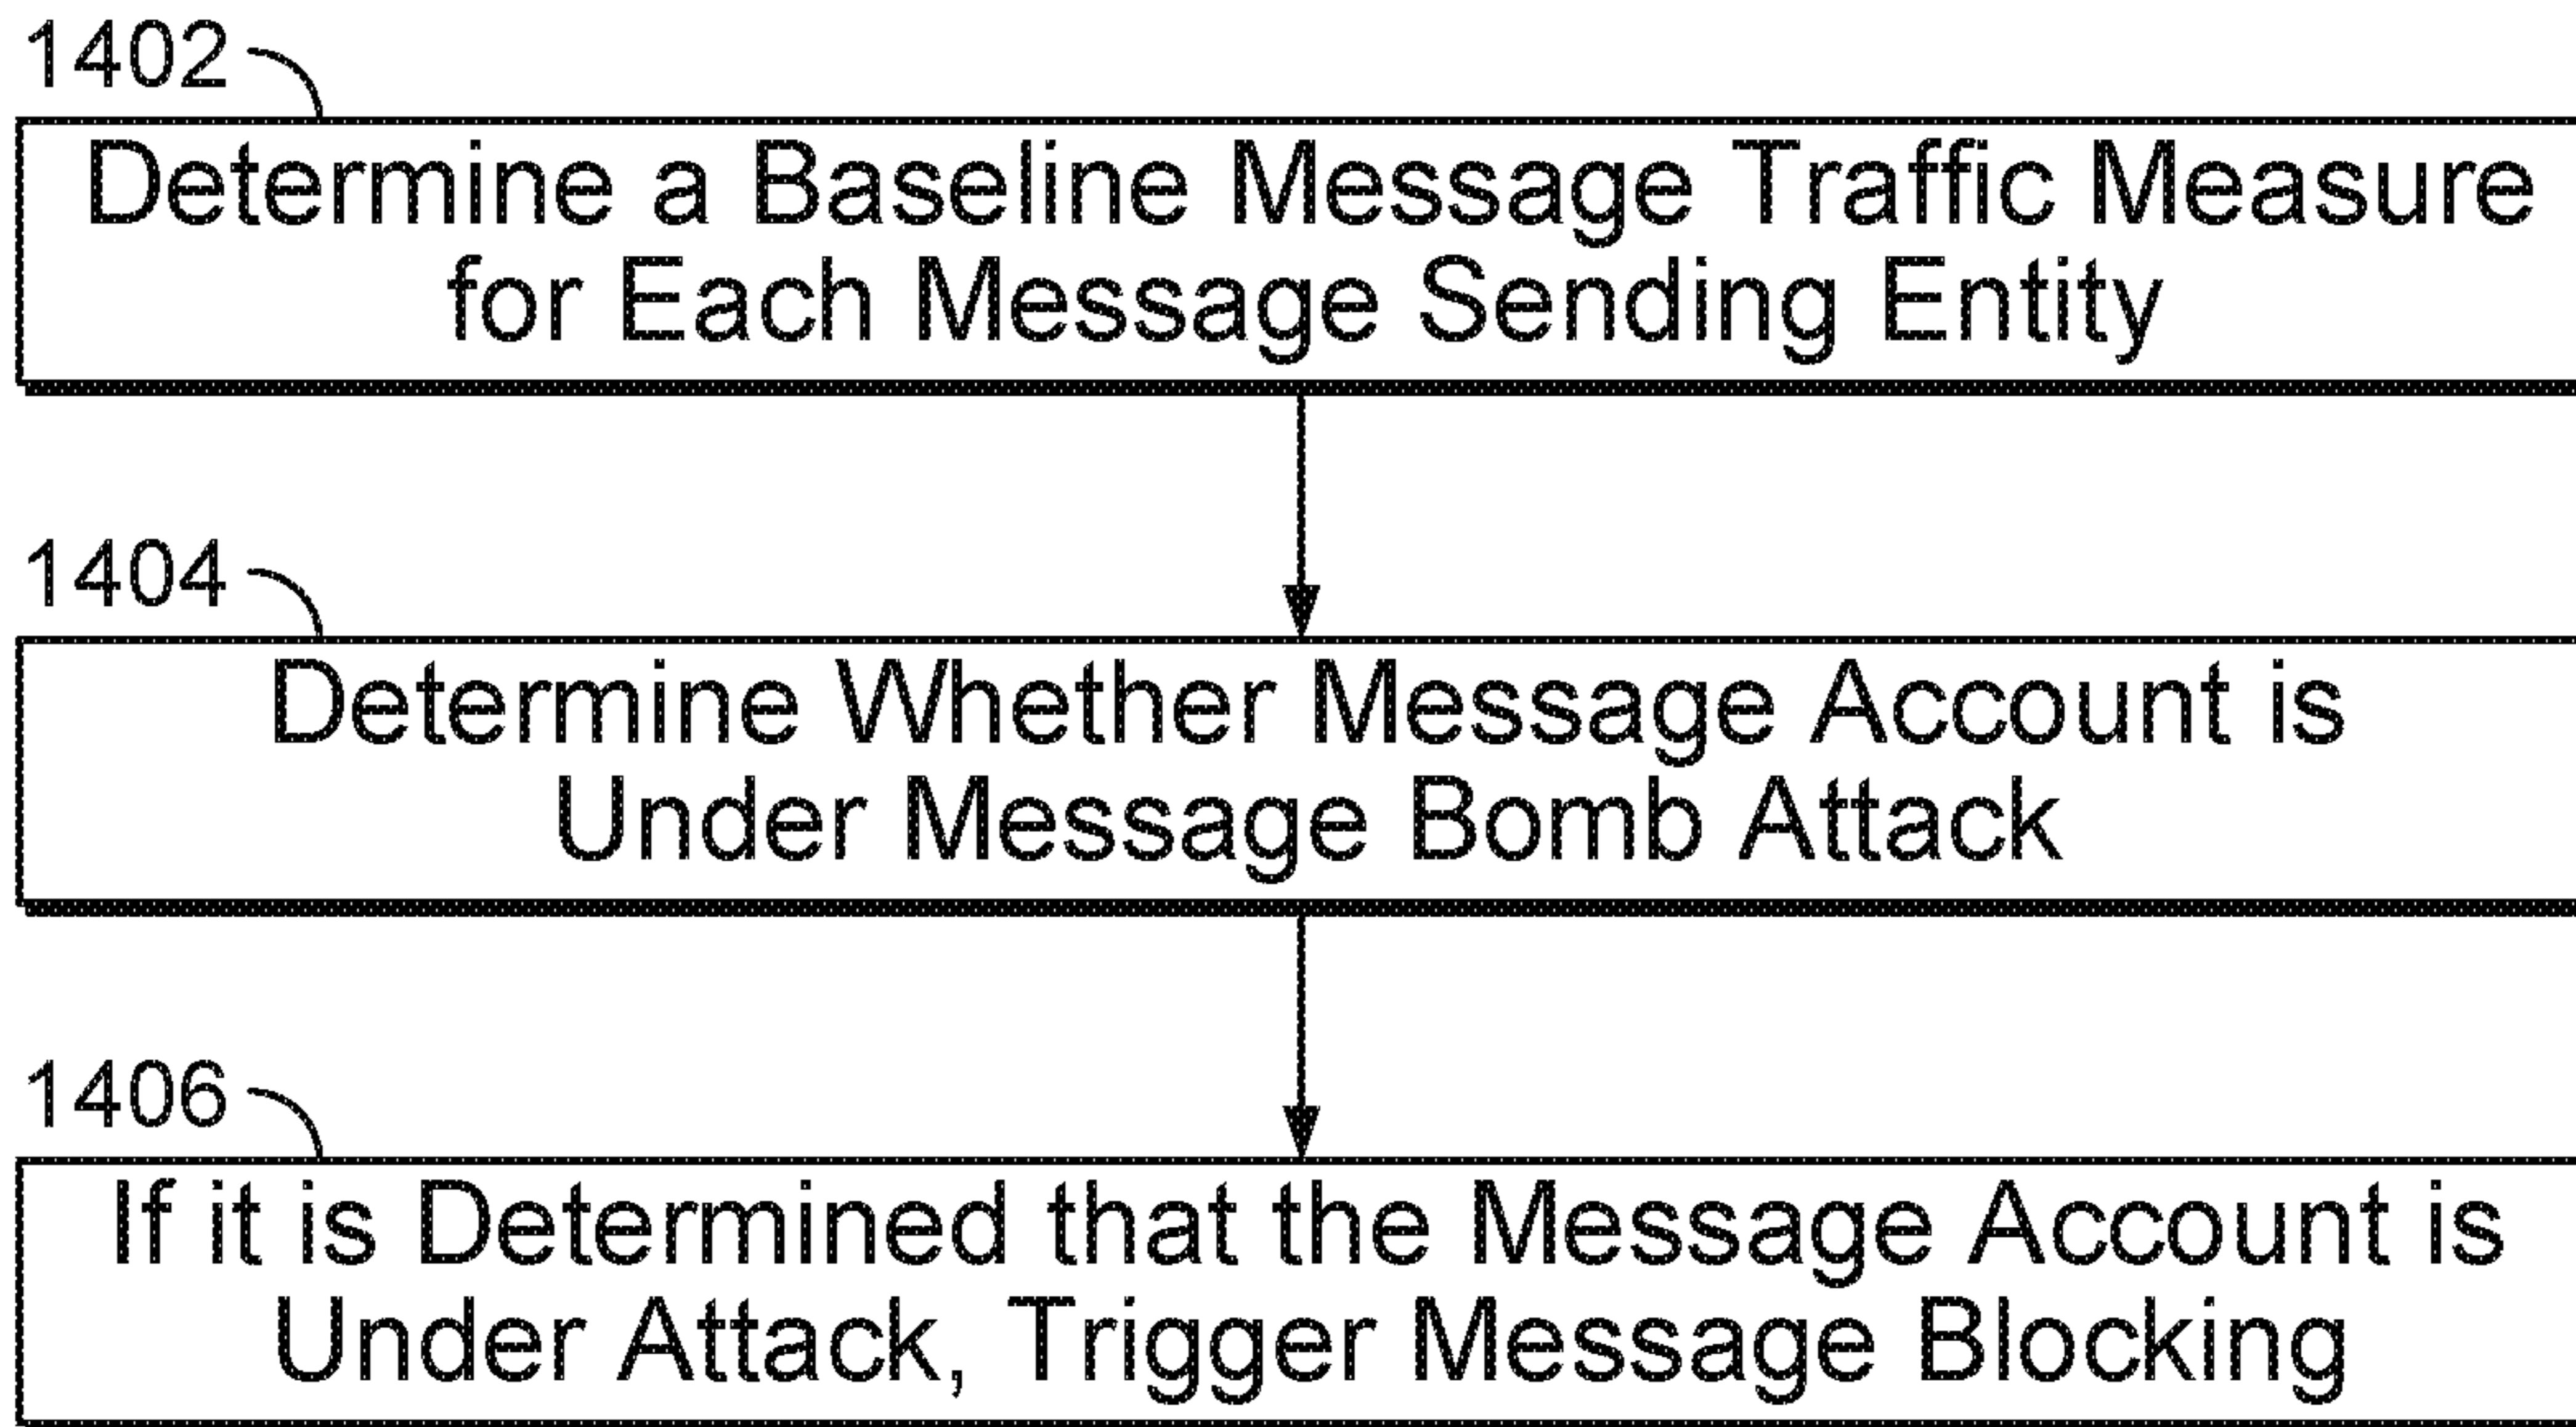 1402
Determine a Baseline Message Traffic Measure
for Each Message Sending Entity
1404
Determine Whether Message Account is
Under Message Bomb Attack
1406
If it is Determined that the Message Account is
Under Attack, Trigger Message Blocking